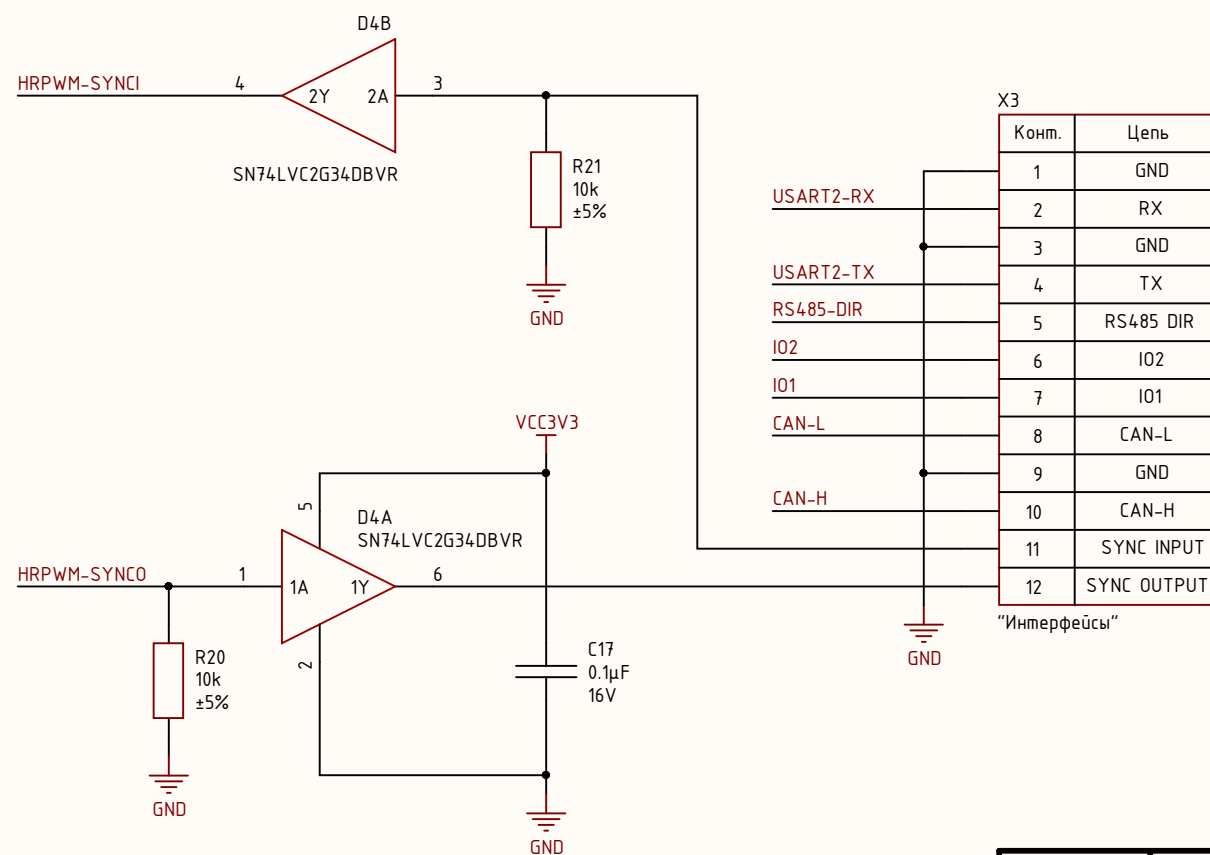 D4B
HRPWM-SYNCI
4
2Y
2A
3
SN74LVC2G34DBVR
R21
10k
±5%
GND
VCC3V3
5
D4A
SN74LVC2G34DBVR
HRPWM-SYNCO
1
1A
1Y
6
2
R20
10k
±5%
GND
C17
0.1µF
16V
GND
USART2-RX
USART2-TX
RS485-DIR
IO2
IO1
CAN-L
CAN-H
GND
X3
Конт. Цепь
1 GND
2 RX
3 GND
4 TX
5 RS485 DIR
6 IO2
7 IO1
8 CAN-L
9 GND
10 CAN-H
11 SYNC INPUT
12 SYNC OUTPUT
"Интерфейсы"